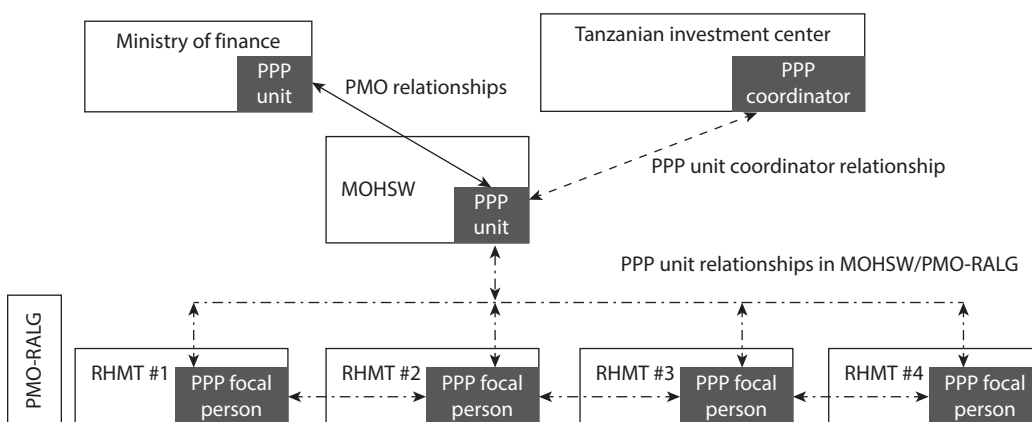 Ministry of finance
PPP
unit
Tanzanian investment center
PPP
coordinator
PMO relationships
MOHSW
PPP
unit
PPP unit coordinator relationship
PPP unit relationships in MOHSW/PMO-RALG
PMO-RALG
RHMT #1
PPP focal
person
RHMT #2
PPP focal
person
RHMT #3
PPP focal
person
RHMT #4
PPP focal
person